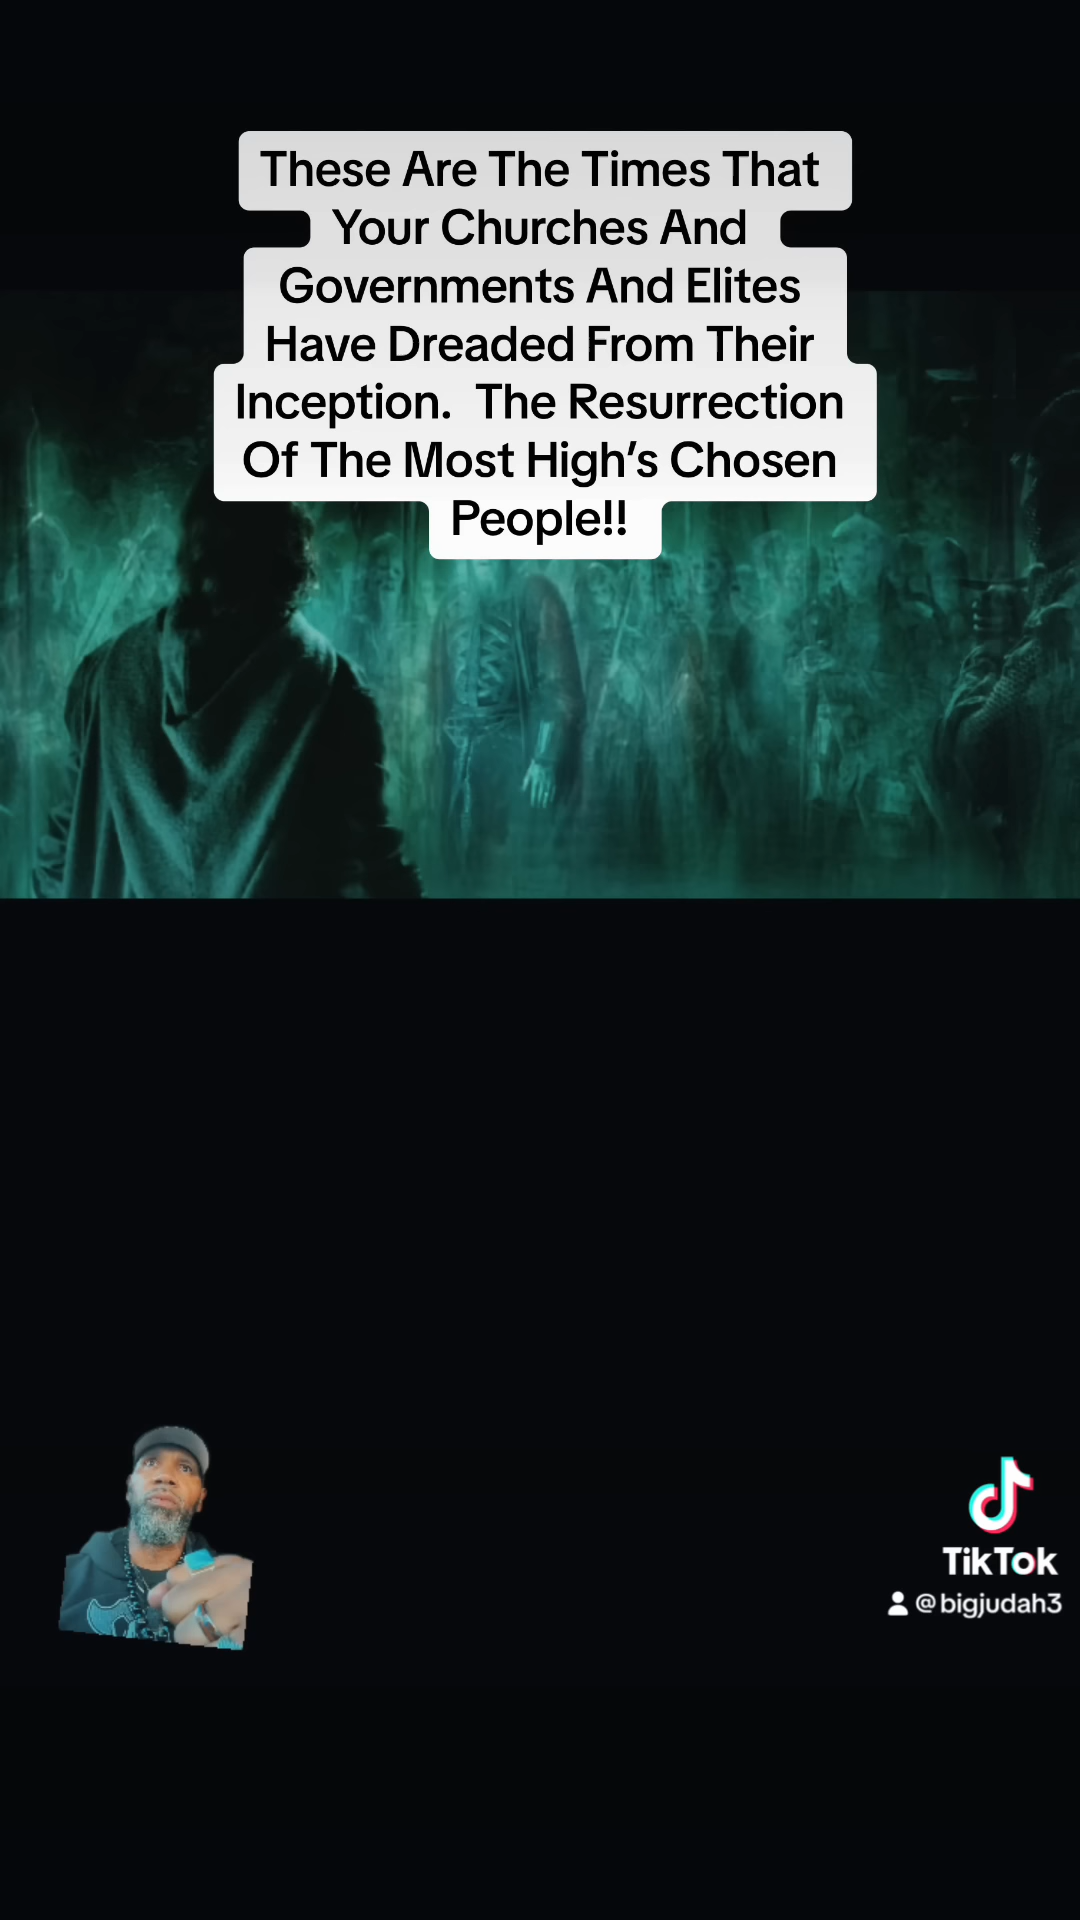 These Are The Times That
Your Churches And
Governments And Elites
Have Dreaded From Their
Inception.  The Resurrection
Of The Most High’s Chosen
People!!
TikTok
@bigjudah3